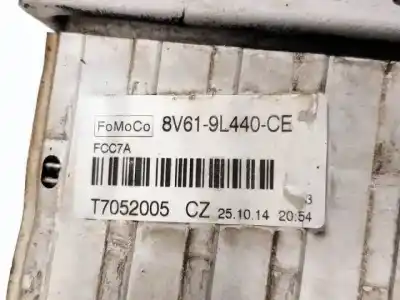 FoMoCo 8V61-9L440-CE
FCC7A
3
T7052005 CZ 25.10.14 20:54